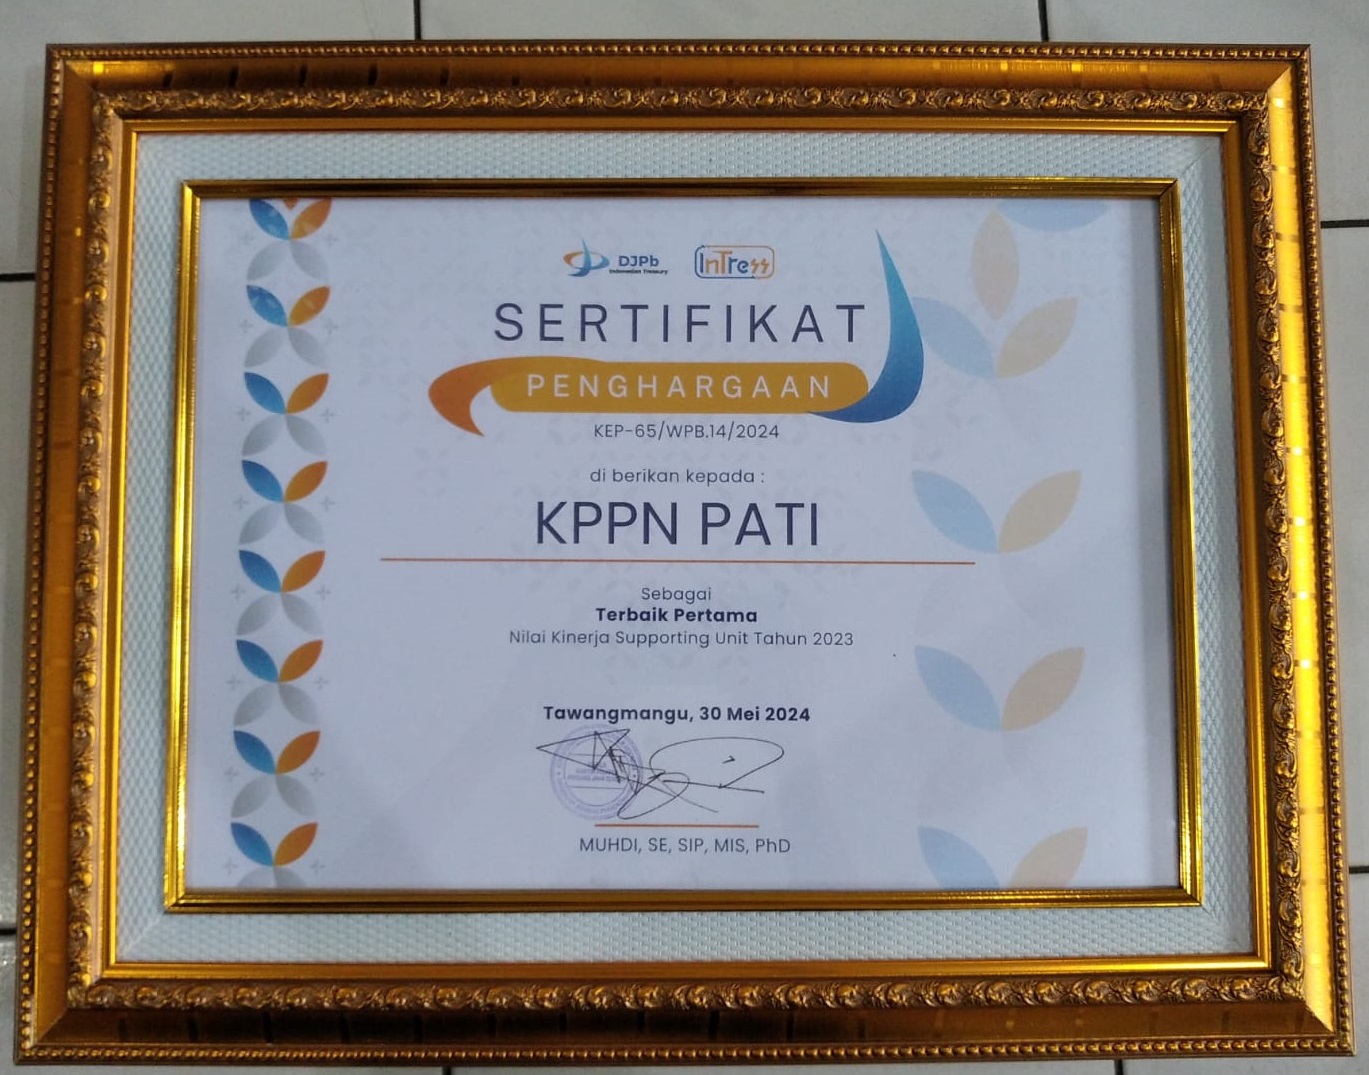 DJPb
Indonesian Treasury
InTress
SERTIFIKAT
PENGHARGAAN
KEP-65/WPB.14/2024
di berikan kepada :
KPPN PATI
Sebagai
Terbaik Pertama
Nilai Kinerja Supporting Unit Tahun 2023
Tawangmangu, 30 Mei 2024
MUHDI, SE, SIP, MIS, PhD